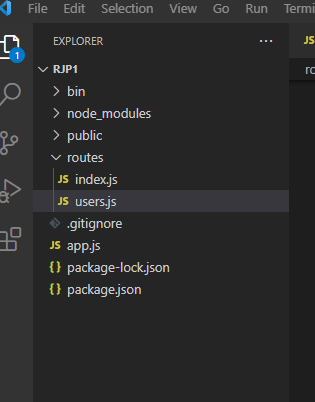 File Edit Selection View Go Run Termi
EXPLORER ...
1
RJP1
bin
node_modules
public
routes
JS index.js
JS users.js
.gitignore
JS app.js
{} package-lock.json
{} package.json
JS
ro